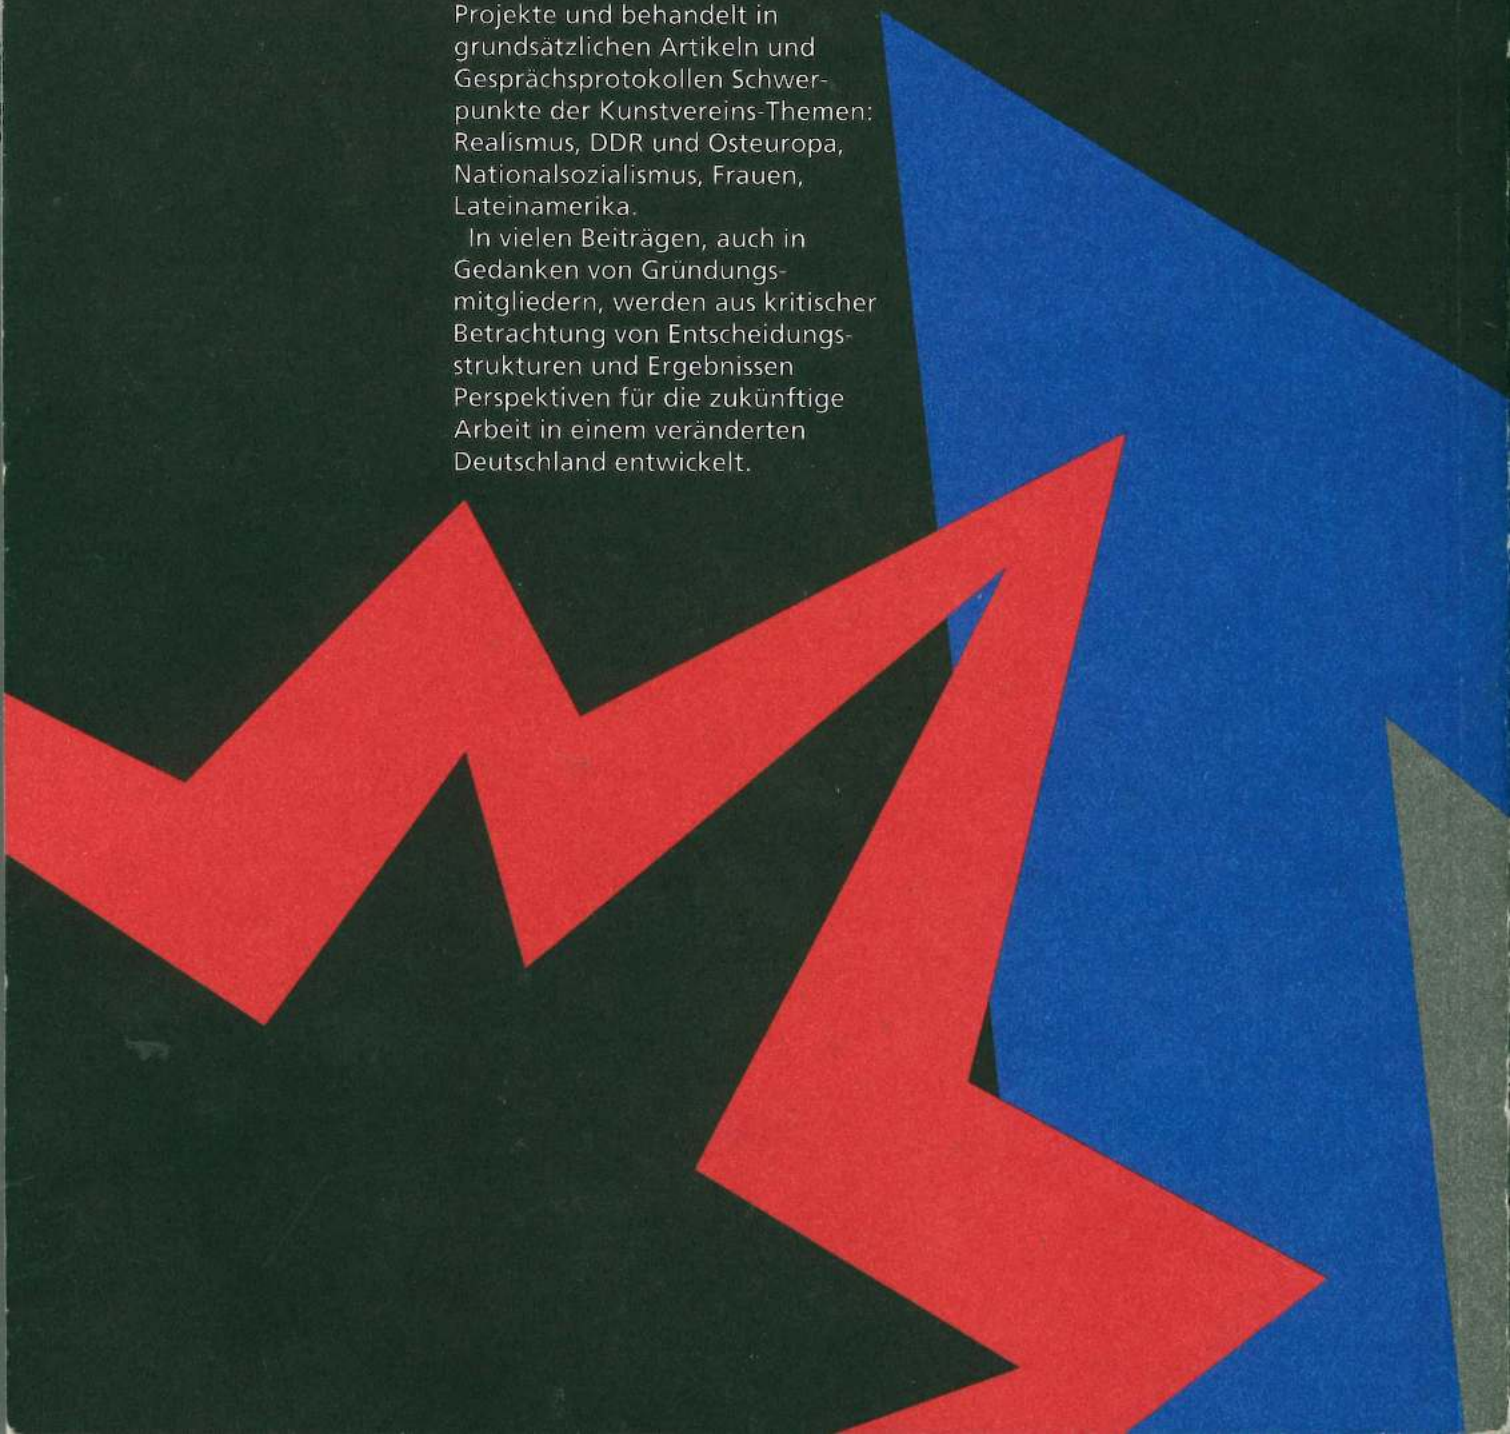 Projekte und behandelt in
grundsätzlichen Artikeln und
Gesprächsprotokollen Schwer-
punkte der Kunstvereins-Themen:
Realismus, DDR und Osteuropa,
Nationalsozialismus, Frauen,
Lateinamerika.
In vielen Beiträgen, auch in
Gedanken von Gründungs-
mitgliedern, werden aus kritischer
Betrachtung von Entscheidungs-
strukturen und Ergebnissen
Perspektiven für die zukünftige
Arbeit in einem veränderten
Deutschland entwickelt.